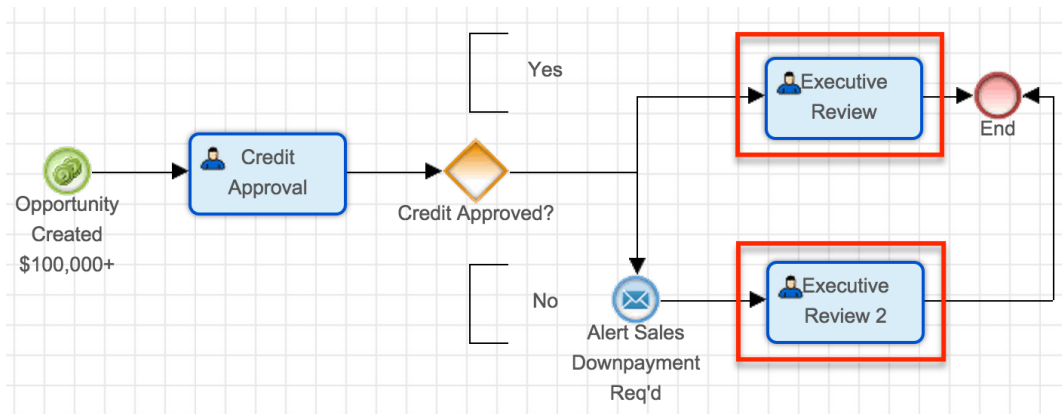 Opportunity
Created
$100,000+
Credit
Approval
Credit Approved?
Yes
No
Executive
Review
End
Alert Sales
Downpayment
Req'd
Executive
Review 2